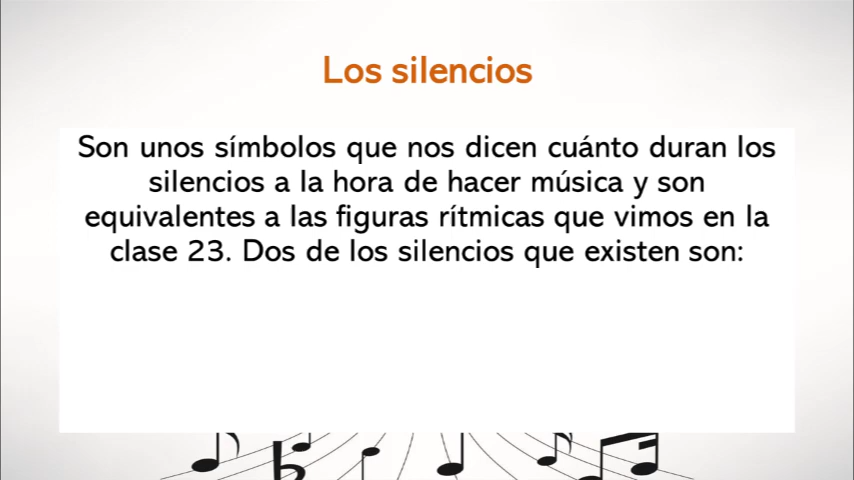 Los silencios
Son unos símbolos que nos dicen cuánto duran los
silencios a la hora de hacer música y son
equivalentes a las figuras rítmicas que vimos en la
clase 23. Dos de los silencios que existen son: